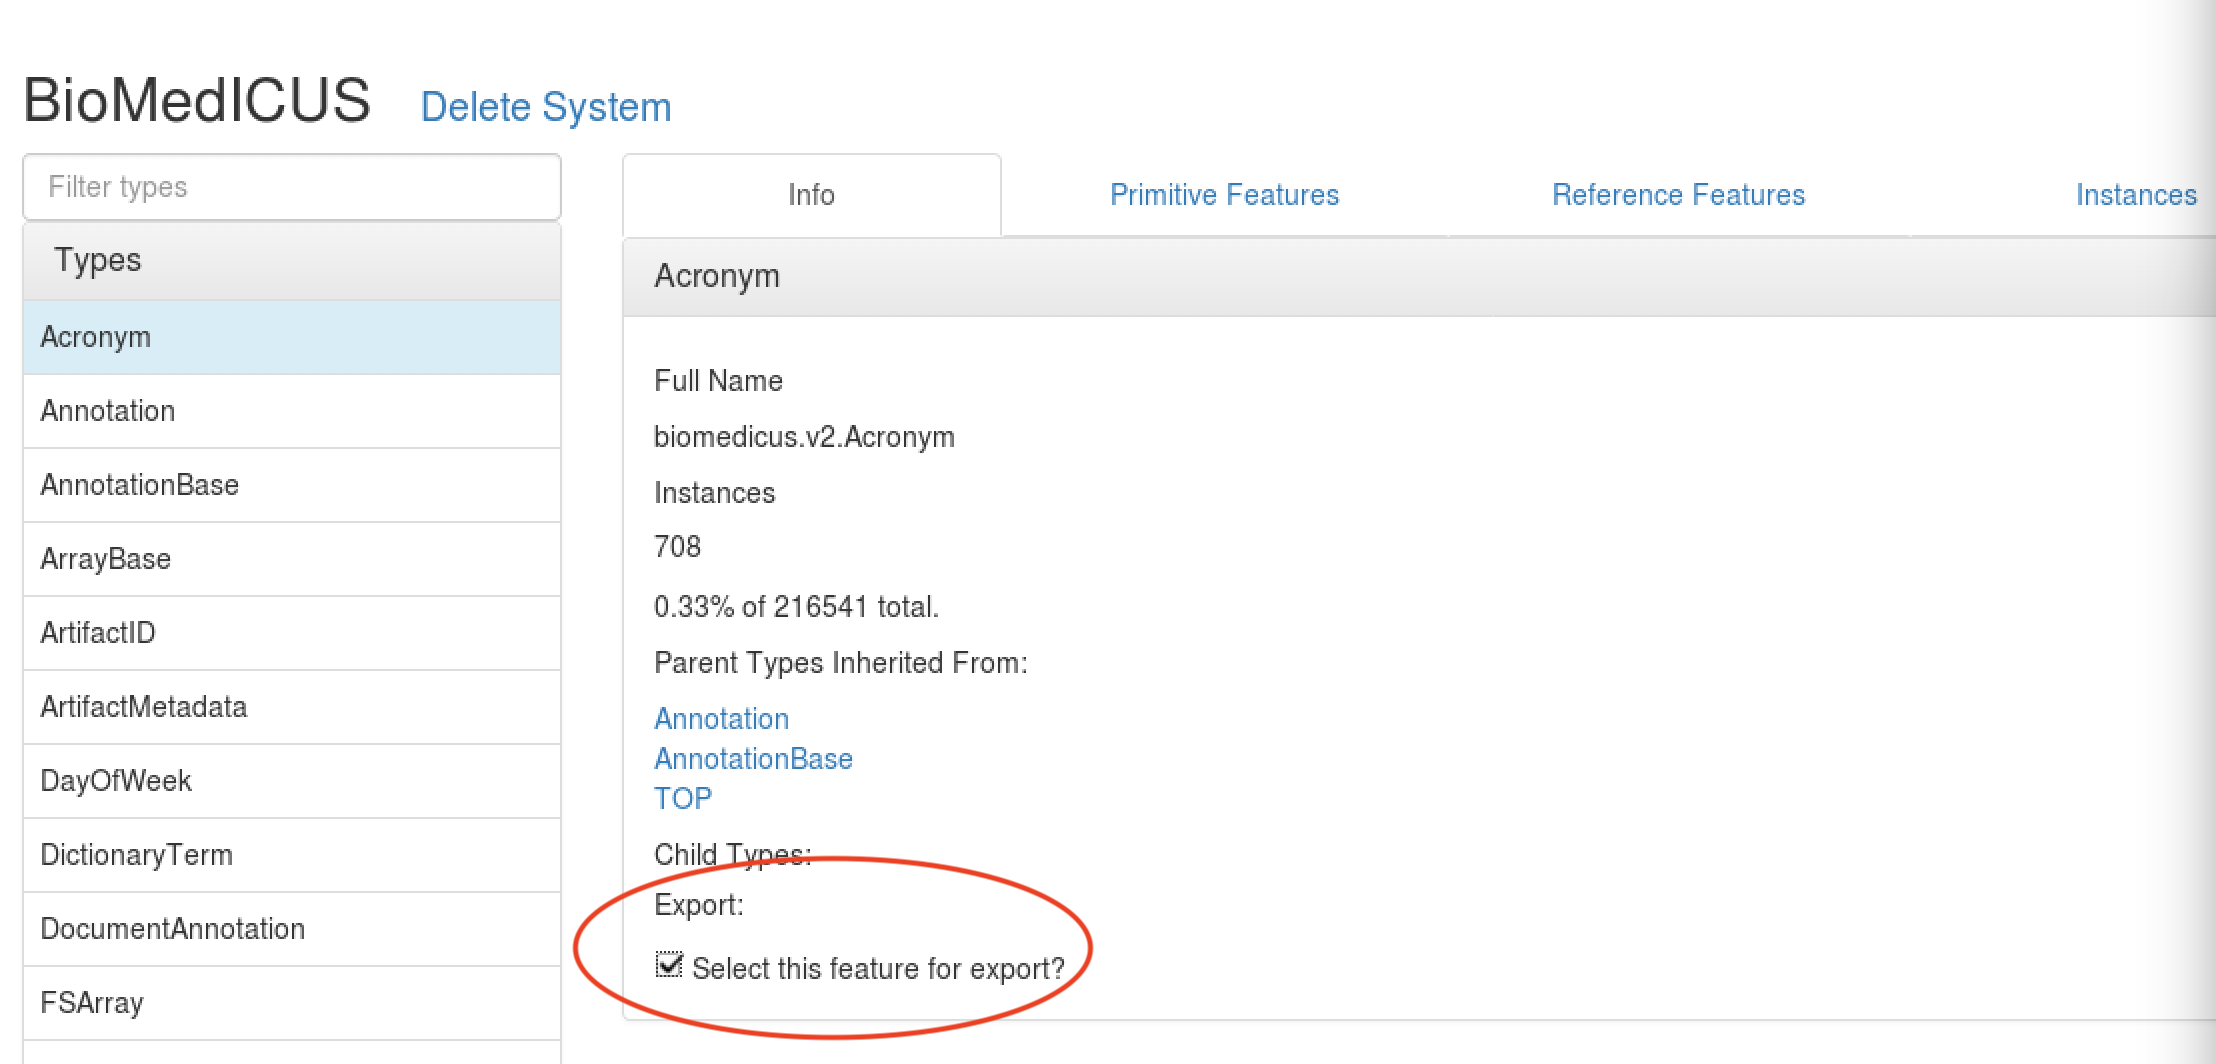 BioMedICUS Delete System
Filter types
Types
Acronym
Annotation
AnnotationBase
ArrayBase
ArtifactID
ArtifactMetadata
DayOfWeek
DictionaryTerm
DocumentAnnotation
FSArray
Info Primitive Features Reference Features Instances
Acronym
Full Name
biomedicus.v2.Acronym
Instances
708
0.33% of 216541 total.
Parent Types Inherited From:
Annotation
AnnotationBase
TOP
Child Types:
Export:
Select this feature for export?